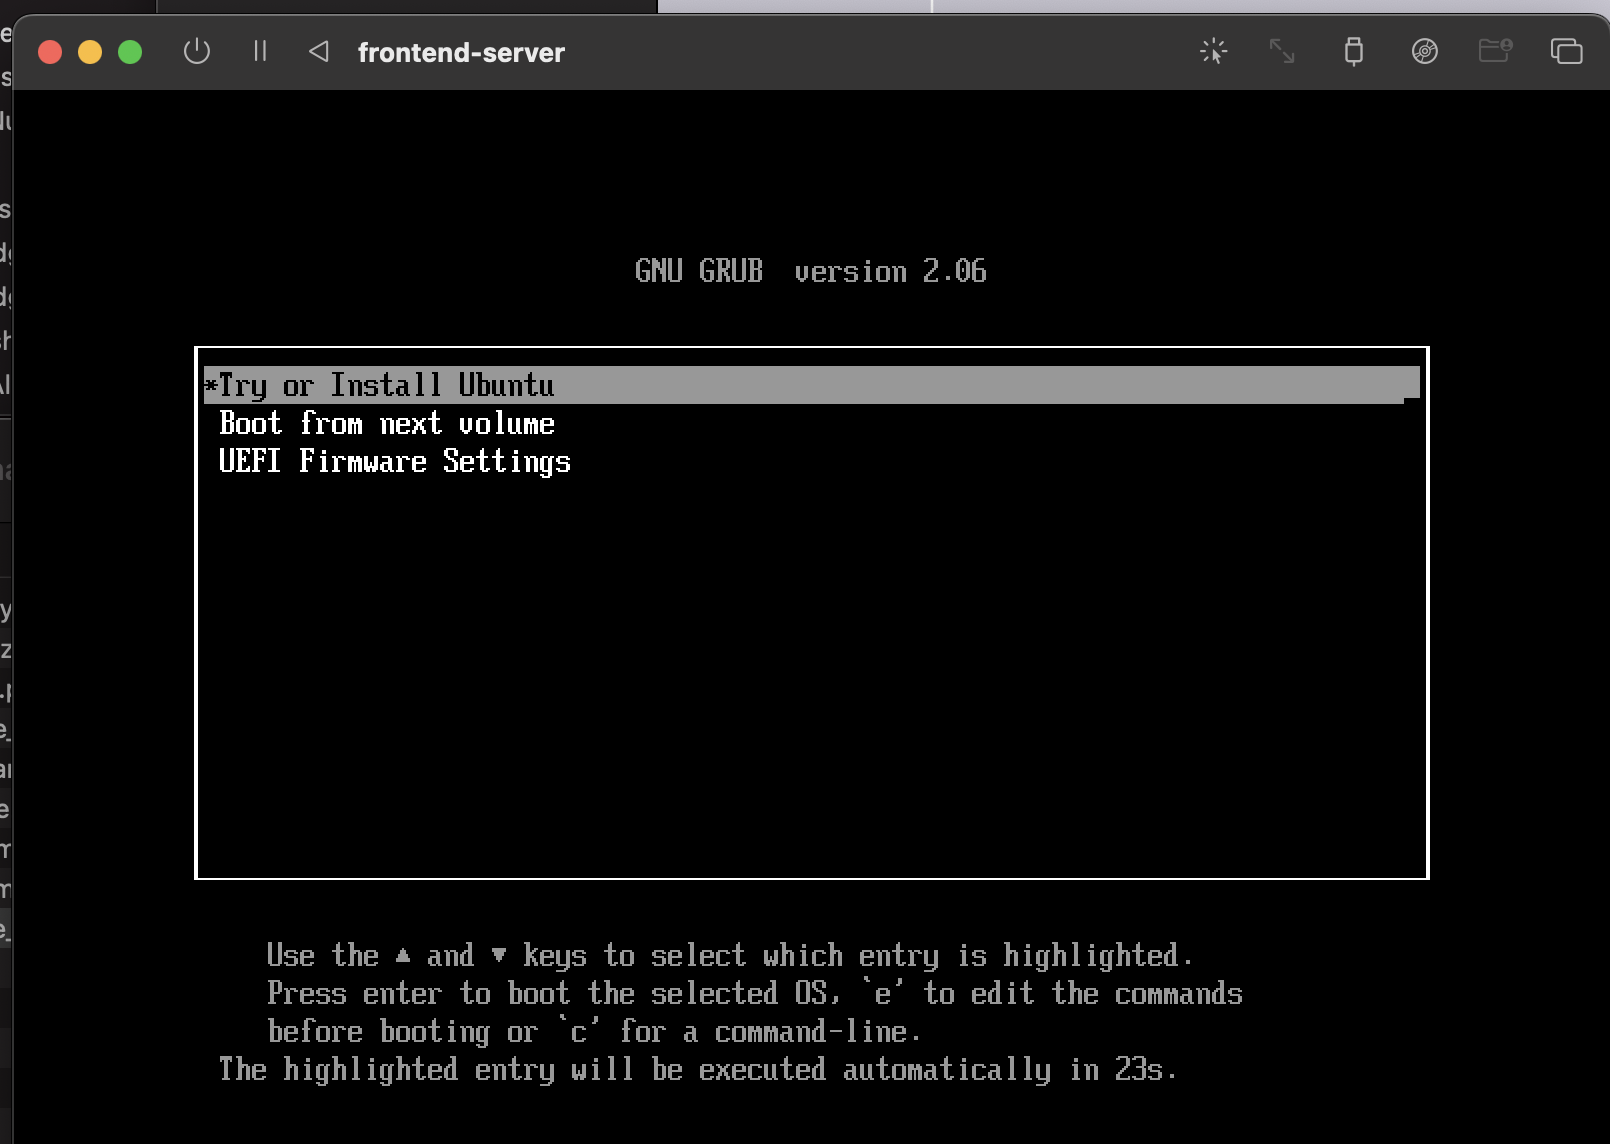 frontend-server
GNU GRUB  version 2.06
*Try or Install Ubuntu
Boot from next volume
UEFI Firmware Settings
Use the ▲ and ▼ keys to select which entry is highlighted.
Press enter to boot the selected OS, `e' to edit the commands
before booting or `c' for a command-line.
The highlighted entry will be executed automatically in 23s.